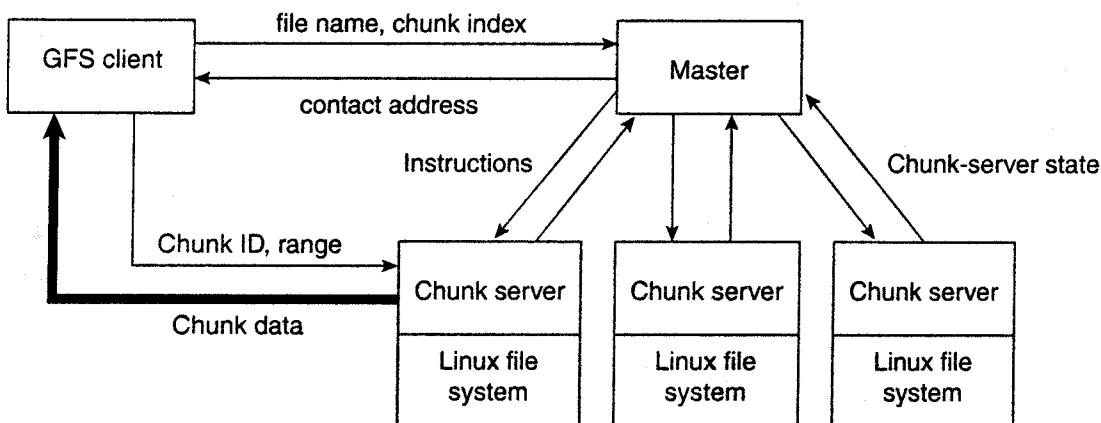 file name, chunk index
GFS client
Master
contact address
Instructions
Chunk-server state
Chunk ID, range
Chunk server
Chunk server
Chunk server
Chunk data
Linux file
system
Linux file
system
Linux file
system